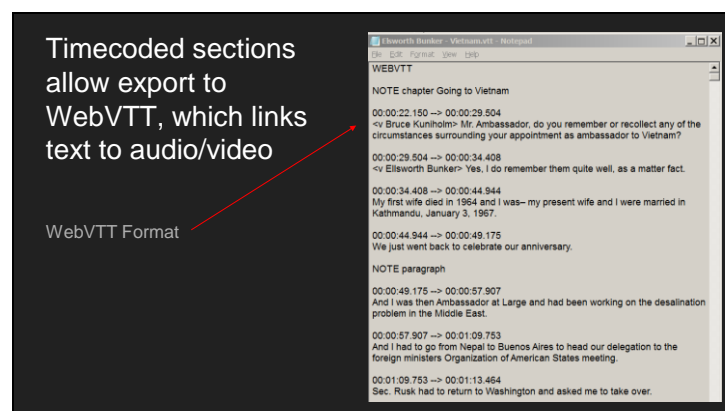 Timecoded sections
allow export to
WebVTT, which links
text to audio/video
WebVTT Format
Elsworth Bunker - Vietnam.vtt - Notepad
File Edit Format View Help
WEBVTT
NOTE chapter Going to Vietnam
00:00:22.150 --> 00:00:29.504
<v Bruce Kuniholm> Mr. Ambassador, do you remember or recollect any of the
circumstances surrounding your appointment as ambassador to Vietnam?
00:00:29.504 --> 00:00:34.408
<v Ellsworth Bunker> Yes, I do remember them quite well, as a matter fact.
00:00:34.408 --> 00:00:44.944
My first wife died in 1964 and I was– my present wife and I were married in
Kathmandu, January 3, 1967.
00:00:44.944 --> 00:00:49.175
We just went back to celebrate our anniversary.
NOTE paragraph
00:00:49.175 --> 00:00:57.907
And I was then Ambassador at Large and had been working on the desalination
problem in the Middle East.
00:00:57.907 --> 00:01:09.753
And I had to go from Nepal to Buenos Aires to head our delegation to the
foreign ministers Organization of American States meeting.
00:01:09.753 --> 00:01:13.464
Sec. Rusk had to return to Washington and asked me to take over.